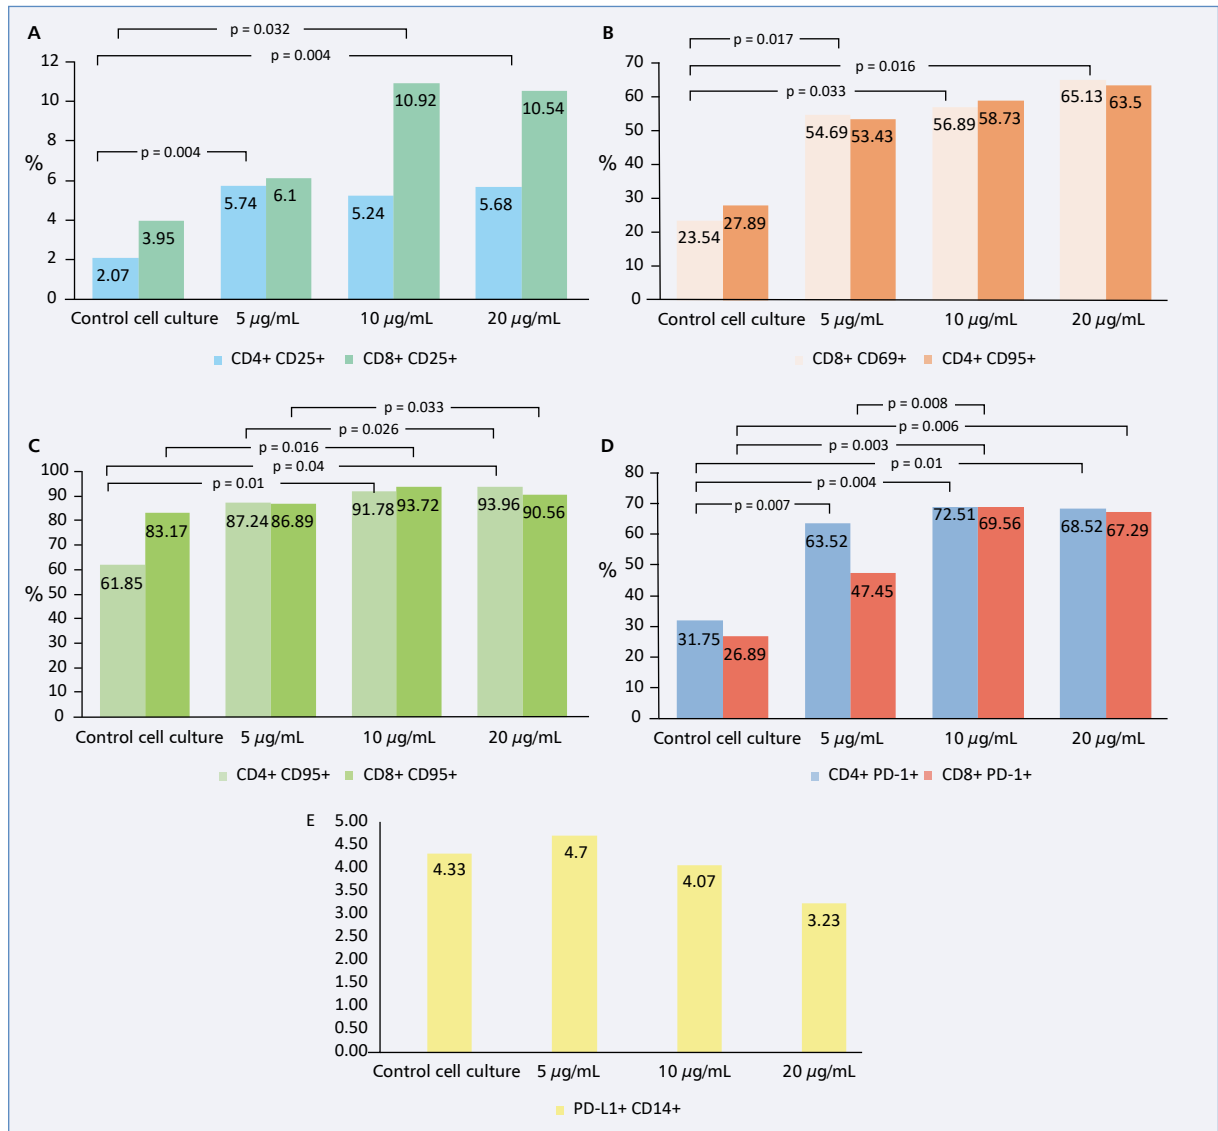 A
p = 0.032
p = 0.004
p = 0.004
%
12
10
8
6
4
2
0
2.07
3.95
5.74
6.1
5.24
10.92
5.68
10.54
Control cell culture 5 µg/mL 10 µg/mL 20 µg/mL
CD4+ CD25+ CD8+ CD25+
B
p = 0.017
p = 0.016
p = 0.033
%
70
60
50
40
30
20
10
0
23.54
27.89
54.69
53.43
56.89
58.73
65.13
63.5
Control cell culture 5 µg/mL 10 µg/mL 20 µg/mL
CD8+ CD69+ CD4+ CD95+
C
p = 0.033
p = 0.026
p = 0.016
p = 0.04
p = 0.01
%
100
90
80
70
60
50
40
30
20
10
0
61.85
83.17
87.24
86.89
91.78
93.72
93.96
90.56
Control cell culture 5 µg/mL 10 µg/mL 20 µg/mL
CD4+ CD95+ CD8+ CD95+
D
p = 0.008
p = 0.006
p = 0.003
p = 0.01
p = 0.004
p = 0.007
%
80
70
60
50
40
30
20
10
0
31.75
26.89
63.52
47.45
72.51
69.56
68.52
67.29
Control cell culture 5 µg/mL 10 µg/mL 20 µg/mL
CD4+ PD-1+ CD8+ PD-1+
E
5.00
4.50
4.00
3.50
3.00
2.50
2.00
1.50
1.00
0.50
0.00
4.33
4.7
4.07
3.23
Control cell culture 5 µg/mL 10 µg/mL 20 µg/mL
PD-L1+ CD14+